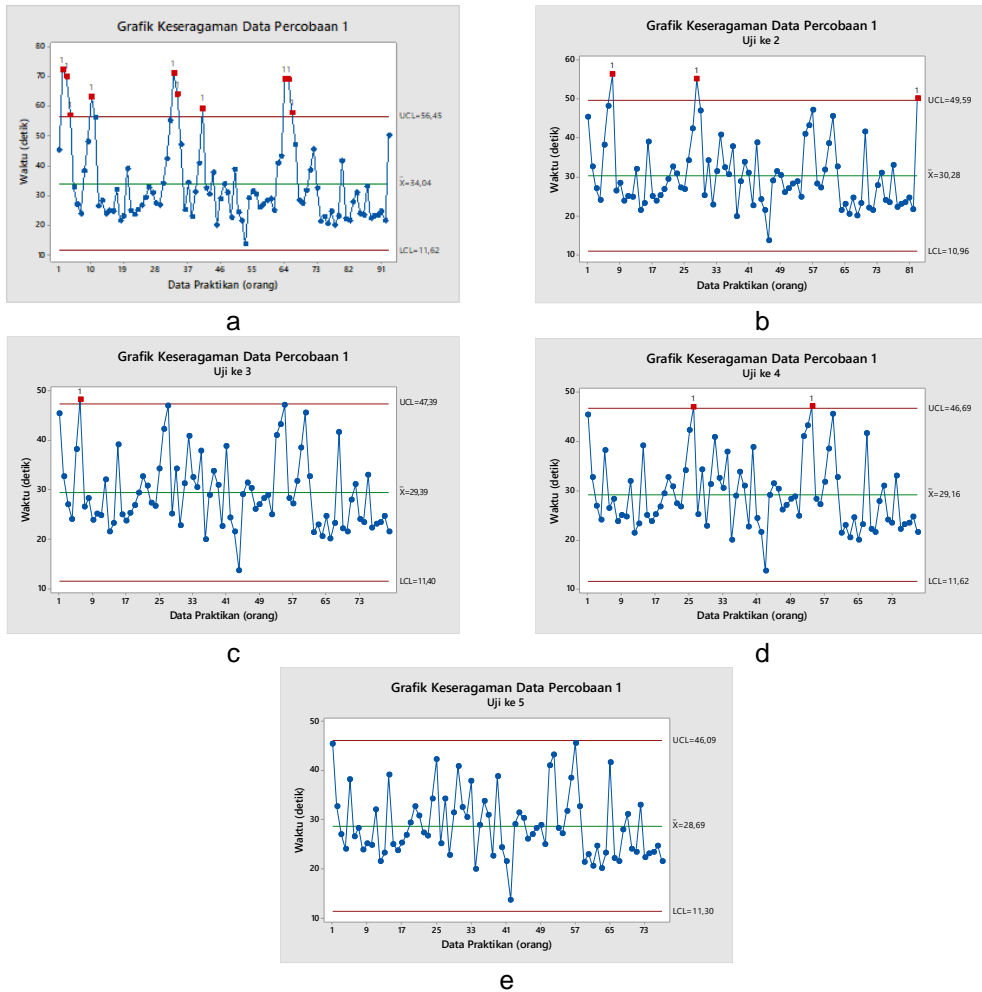 Grafik Keseragaman Data Percobaan 1
80
70
60
50
40
30
20
10
Waktu (detik)
1 1 1 1 1 1 1 1 1
UCL=56,45
X̄=34,04
LCL=11,62
1 10 19 28 37 46 55 64 73 82 91
Data Praktikan (orang)
a
Grafik Keseragaman Data Percobaan 1
Uji ke 2
60
50
40
30
20
10
Waktu (detik)
1 1 1
UCL=49,59
X̄=30,28
LCL=10,96
1 9 17 25 33 41 49 57 65 73 81
Data Praktikan (orang)
b
Grafik Keseragaman Data Percobaan 1
Uji ke 3
50
40
30
20
10
Waktu (detik)
1
UCL=47,39
X̄=29,39
LCL=11,40
1 9 17 25 33 41 49 57 65 73
Data Praktikan (orang)
c
Grafik Keseragaman Data Percobaan 1
Uji ke 4
50
40
30
20
10
Waktu (detik)
1 1
UCL=46,69
X̄=29,16
LCL=11,62
1 9 17 25 33 41 49 57 65 73
Data Praktikan (orang)
d
Grafik Keseragaman Data Percobaan 1
Uji ke 5
50
40
30
20
10
Waktu (detik)
UCL=46,09
X̄=28,69
LCL=11,30
1 9 17 25 33 41 49 57 65 73
Data Praktikan (orang)
e